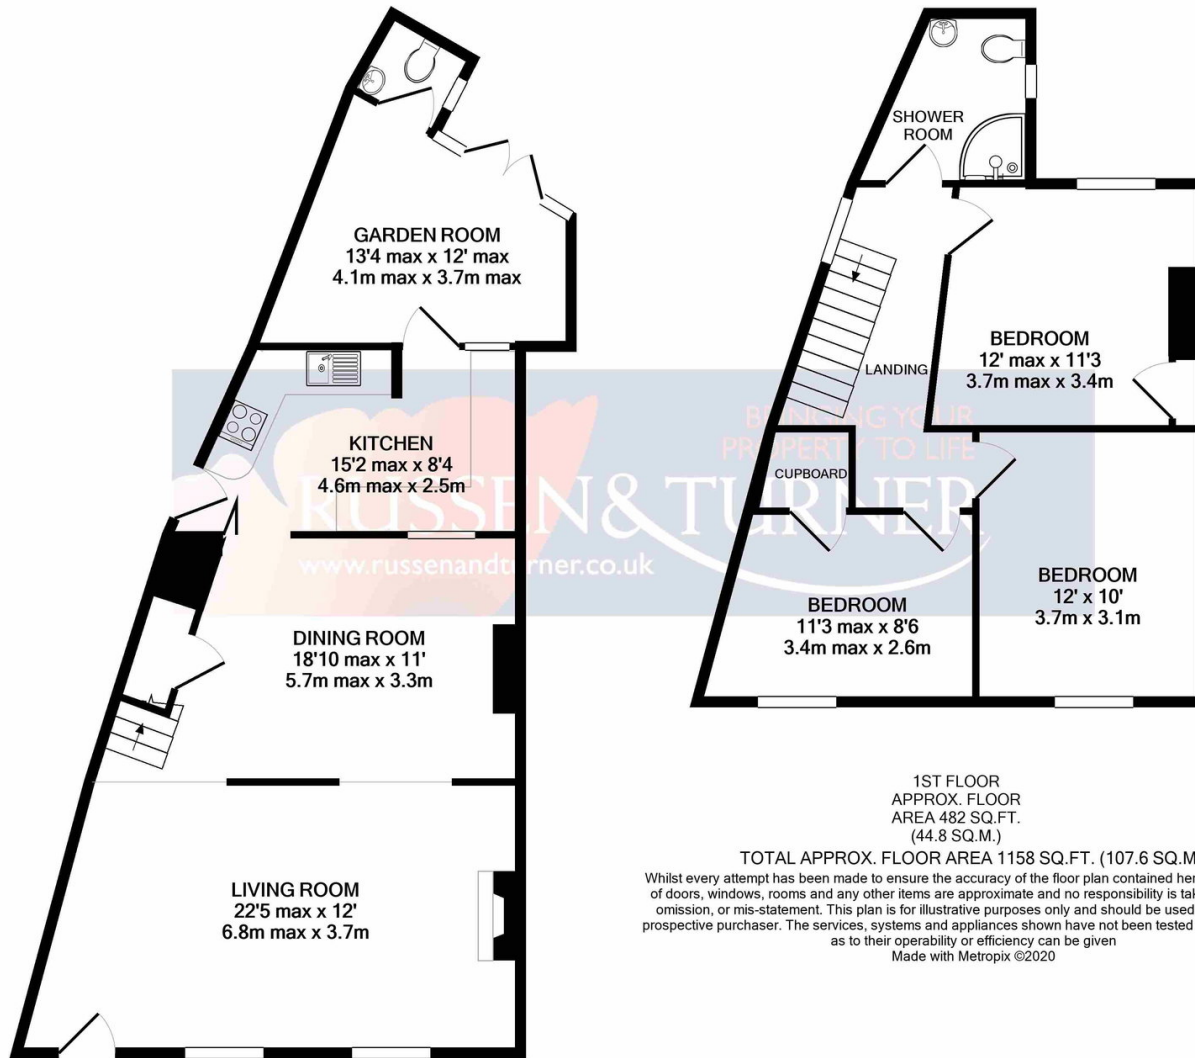 GARDEN ROOM
13'4 max x 12' max
4.1m max x 3.7m max
KITCHEN
15'2 max x 8'4
4.6m max x 2.5m
DINING ROOM
18'10 max x 11'
5.7m max x 3.3m
LIVING ROOM
22'5 max x 12'
6.8m max x 3.7m
SHOWER
ROOM
BEDROOM
12' max x 11'3
3.7m max x 3.4m
LANDING
CUPBOARD
BEDROOM
11'3 max x 8'6
3.4m max x 2.6m
BEDROOM
12' x 10'
3.7m x 3.1m
BRINGING YOUR
PROPERTY TO LIFE
RUSSEN & TURNER
www.russenandturner.co.uk
1ST FLOOR
APPROX. FLOOR
AREA 482 SQ.FT.
(44.8 SQ.M.)
TOTAL APPROX. FLOOR AREA 1158 SQ.FT. (107.6 SQ.M
Whilst every attempt has been made to ensure the accuracy of the floor plan contained her
of doors, windows, rooms and any other items are approximate and no responsibility is tak
omission, or mis-statement. This plan is for illustrative purposes only and should be used
prospective purchaser. The services, systems and appliances shown have not been tested
as to their operability or efficiency can be given
Made with Metropix ©2020